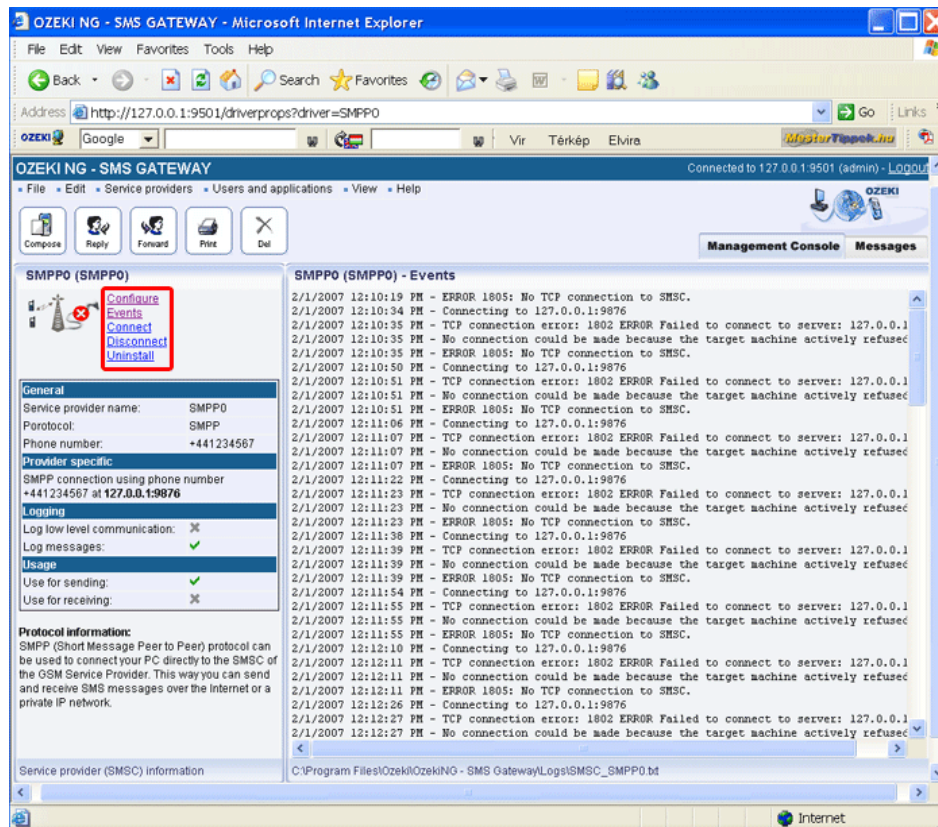 OZEKI NG - SMS GATEWAY - Microsoft Internet Explorer
File Edit View Favorites Tools Help
Back Search Favorites
Address http://127.0.0.1:9501/driverprops?driver=SMPP0 Go Links
OZEKI Google Vir Térkép Elvira MasterTippek.hu
OZEKI NG - SMS GATEWAY Connected to 127.0.0.1:9501 (admin) - Logout
File Edit Service providers Users and applications View Help
OZEKI
Compose Reply Forward Print Del
Management Console Messages
SMPP0 (SMPP0)
Configure
Events
Connect
Disconnect
Uninstall
General
Service provider name: SMPP0
Porotocol: SMPP
Phone number: +441234567
Provider specific
SMPP connection using phone number
+441234567 at 127.0.0.1:9876
Logging
Log low level communication:
Log messages:
Usage
Use for sending:
Use for receiving:
Protocol information:
SMPP (Short Message Peer to Peer) protocol can
be used to connect your PC directly to the SMSC of
the GSM Service Provider. This way you can send
and receive SMS messages over the Internet or a
private IP network.
Service provider (SMSC) information
SMPP0 (SMPP0) - Events
2/1/2007 12:10:19 PM - ERROR 1805: No TCP connection to SMSC.
2/1/2007 12:10:34 PM - Connecting to 127.0.0.1:9876
2/1/2007 12:10:35 PM - TCP connection error: 1802 ERROR Failed to connect to server: 127.0.0.1
2/1/2007 12:10:35 PM - No connection could be made because the target machine actively refused
2/1/2007 12:10:35 PM - ERROR 1805: No TCP connection to SMSC.
2/1/2007 12:10:50 PM - Connecting to 127.0.0.1:9876
2/1/2007 12:10:51 PM - TCP connection error: 1802 ERROR Failed to connect to server: 127.0.0.1
2/1/2007 12:10:51 PM - No connection could be made because the target machine actively refused
2/1/2007 12:10:51 PM - ERROR 1805: No TCP connection to SMSC.
2/1/2007 12:11:06 PM - Connecting to 127.0.0.1:9876
2/1/2007 12:11:07 PM - TCP connection error: 1802 ERROR Failed to connect to server: 127.0.0.1
2/1/2007 12:11:07 PM - No connection could be made because the target machine actively refused
2/1/2007 12:11:07 PM - ERROR 1805: No TCP connection to SMSC.
2/1/2007 12:11:22 PM - Connecting to 127.0.0.1:9876
2/1/2007 12:11:23 PM - TCP connection error: 1802 ERROR Failed to connect to server: 127.0.0.1
2/1/2007 12:11:23 PM - No connection could be made because the target machine actively refused
2/1/2007 12:11:23 PM - ERROR 1805: No TCP connection to SMSC.
2/1/2007 12:11:38 PM - Connecting to 127.0.0.1:9876
2/1/2007 12:11:39 PM - TCP connection error: 1802 ERROR Failed to connect to server: 127.0.0.1
2/1/2007 12:11:39 PM - No connection could be made because the target machine actively refused
2/1/2007 12:11:39 PM - ERROR 1805: No TCP connection to SMSC.
2/1/2007 12:11:54 PM - Connecting to 127.0.0.1:9876
2/1/2007 12:11:55 PM - TCP connection error: 1802 ERROR Failed to connect to server: 127.0.0.1
2/1/2007 12:11:55 PM - No connection could be made because the target machine actively refused
2/1/2007 12:11:55 PM - ERROR 1805: No TCP connection to SMSC.
2/1/2007 12:12:10 PM - Connecting to 127.0.0.1:9876
2/1/2007 12:12:11 PM - TCP connection error: 1802 ERROR Failed to connect to server: 127.0.0.1
2/1/2007 12:12:11 PM - No connection could be made because the target machine actively refused
2/1/2007 12:12:11 PM - ERROR 1805: No TCP connection to SMSC.
2/1/2007 12:12:26 PM - Connecting to 127.0.0.1:9876
2/1/2007 12:12:27 PM - TCP connection error: 1802 ERROR Failed to connect to server: 127.0.0.1
2/1/2007 12:12:27 PM - No connection could be made because the target machine actively refused
C:\Program Files\Ozeki\OzekiNG - SMS Gateway\Logs\SMSC_SMPP0.txt
Internet